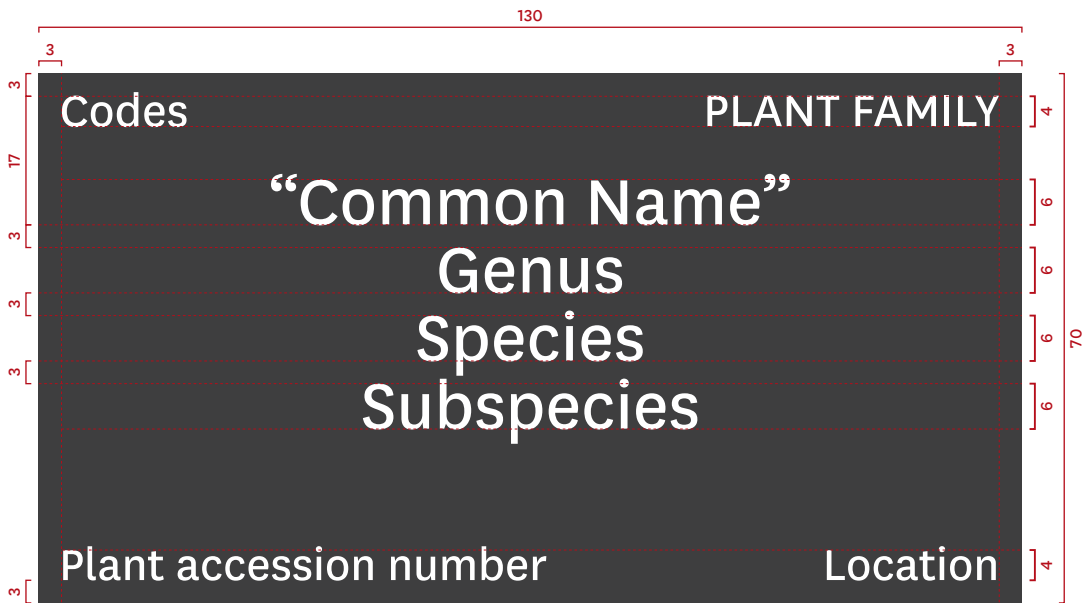 130
3 3
3
Codes PLANT FAMILY 4
17
“Common Name” 6
3
Genus 6
3
Species 6
70
3
Subspecies 6
Plant accession number Location 4
3